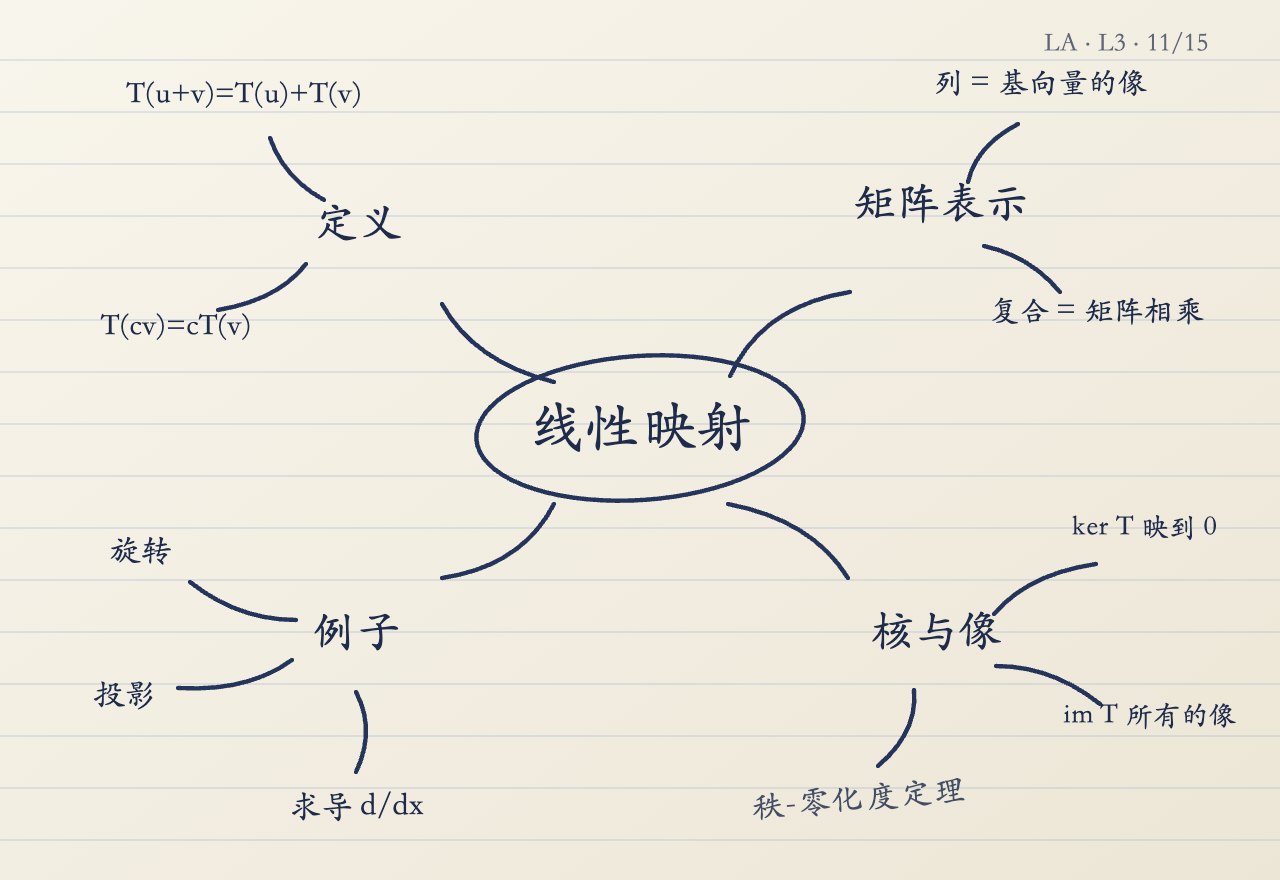 LA · L3 · 11/15
T(u+v)=T(u)+T(v)
列 = 基向量的像
定义
矩阵表示
T(cv)=cT(v)
复合 = 矩阵相乘
线性映射
旋转
ker T 映到 0
例子
核与像
投影
im T 所有的像
求导 d/dx
秩-零化度定理